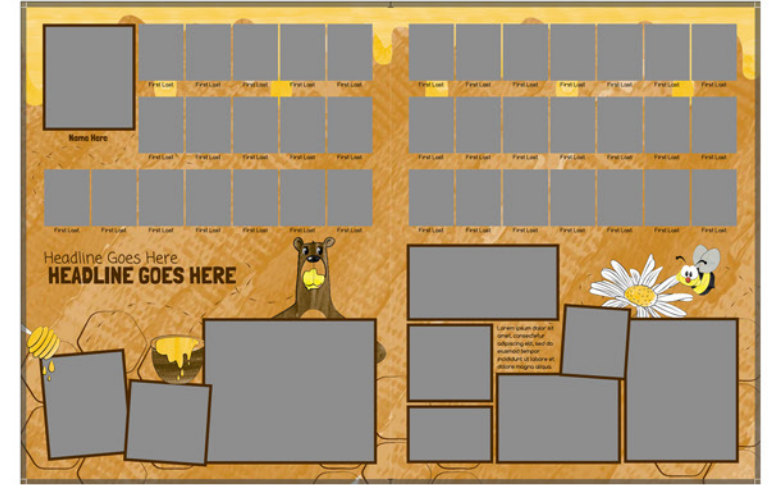 First Last First Last First Last First Last First Last
Name Here
First Last First Last First Last First Last First Last
First Last First Last First Last First Last First Last First Last First Last
Headline Goes Here
HEADLINE GOES HERE
First Last First Last First Last First Last First Last First Last First Last
First Last First Last First Last First Last First Last First Last First Last
First Last First Last First Last First Last First Last First Last First Last
Lorem ipsum dolor sit
amet, consectetur
adipiscing elit, sed do
eiusmod tempor
incididunt ut labore et
dolore magna aliqua.